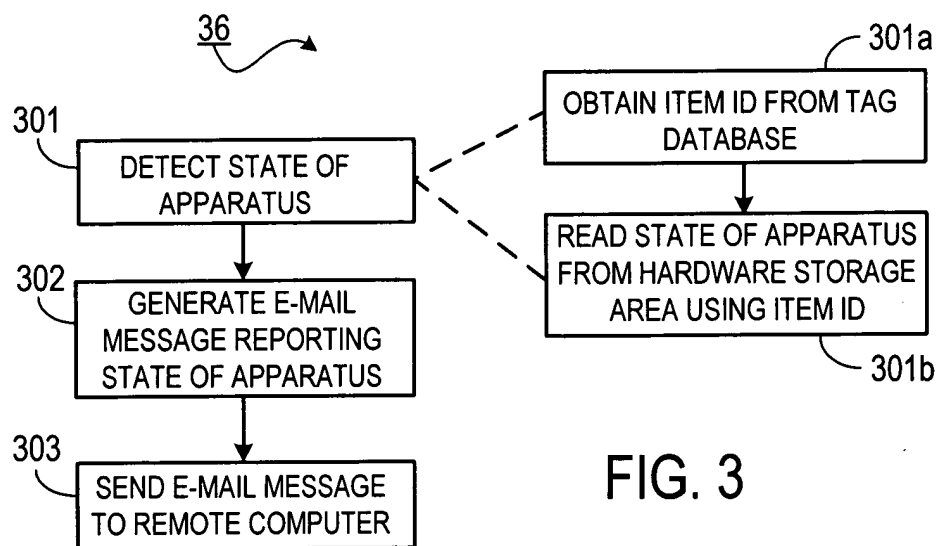 36
301
DETECT STATE OF
APPARATUS
302
GENERATE E-MAIL
MESSAGE REPORTING
STATE OF APPARATUS
303
SEND E-MAIL MESSAGE
TO REMOTE COMPUTER
301a
OBTAIN ITEM ID FROM TAG
DATABASE
READ STATE OF APPARATUS
FROM HARDWARE STORAGE
AREA USING ITEM ID
301b
FIG. 3